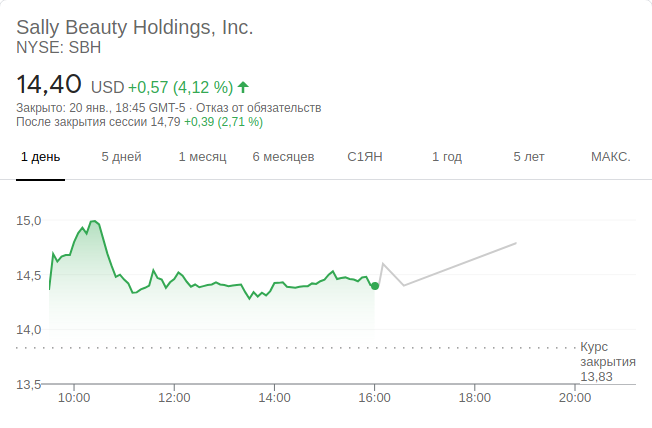 Sally Beauty Holdings, Inc.
NYSE: SBH
14,40 USD +0,57 (4,12 %)
Закрыто: 20 янв., 18:45 GMT-5 · Отказ от обязательств
После закрытия сессии 14,79 +0,39 (2,71 %)
1 день 5 дней 1 месяц 6 месяцев С1ЯН 1 год 5 лет МАКС.
15,0
14,5
14,0
Курс
закрытия
13,83
13,5
10:00 12:00 14:00 16:00 18:00 20:00